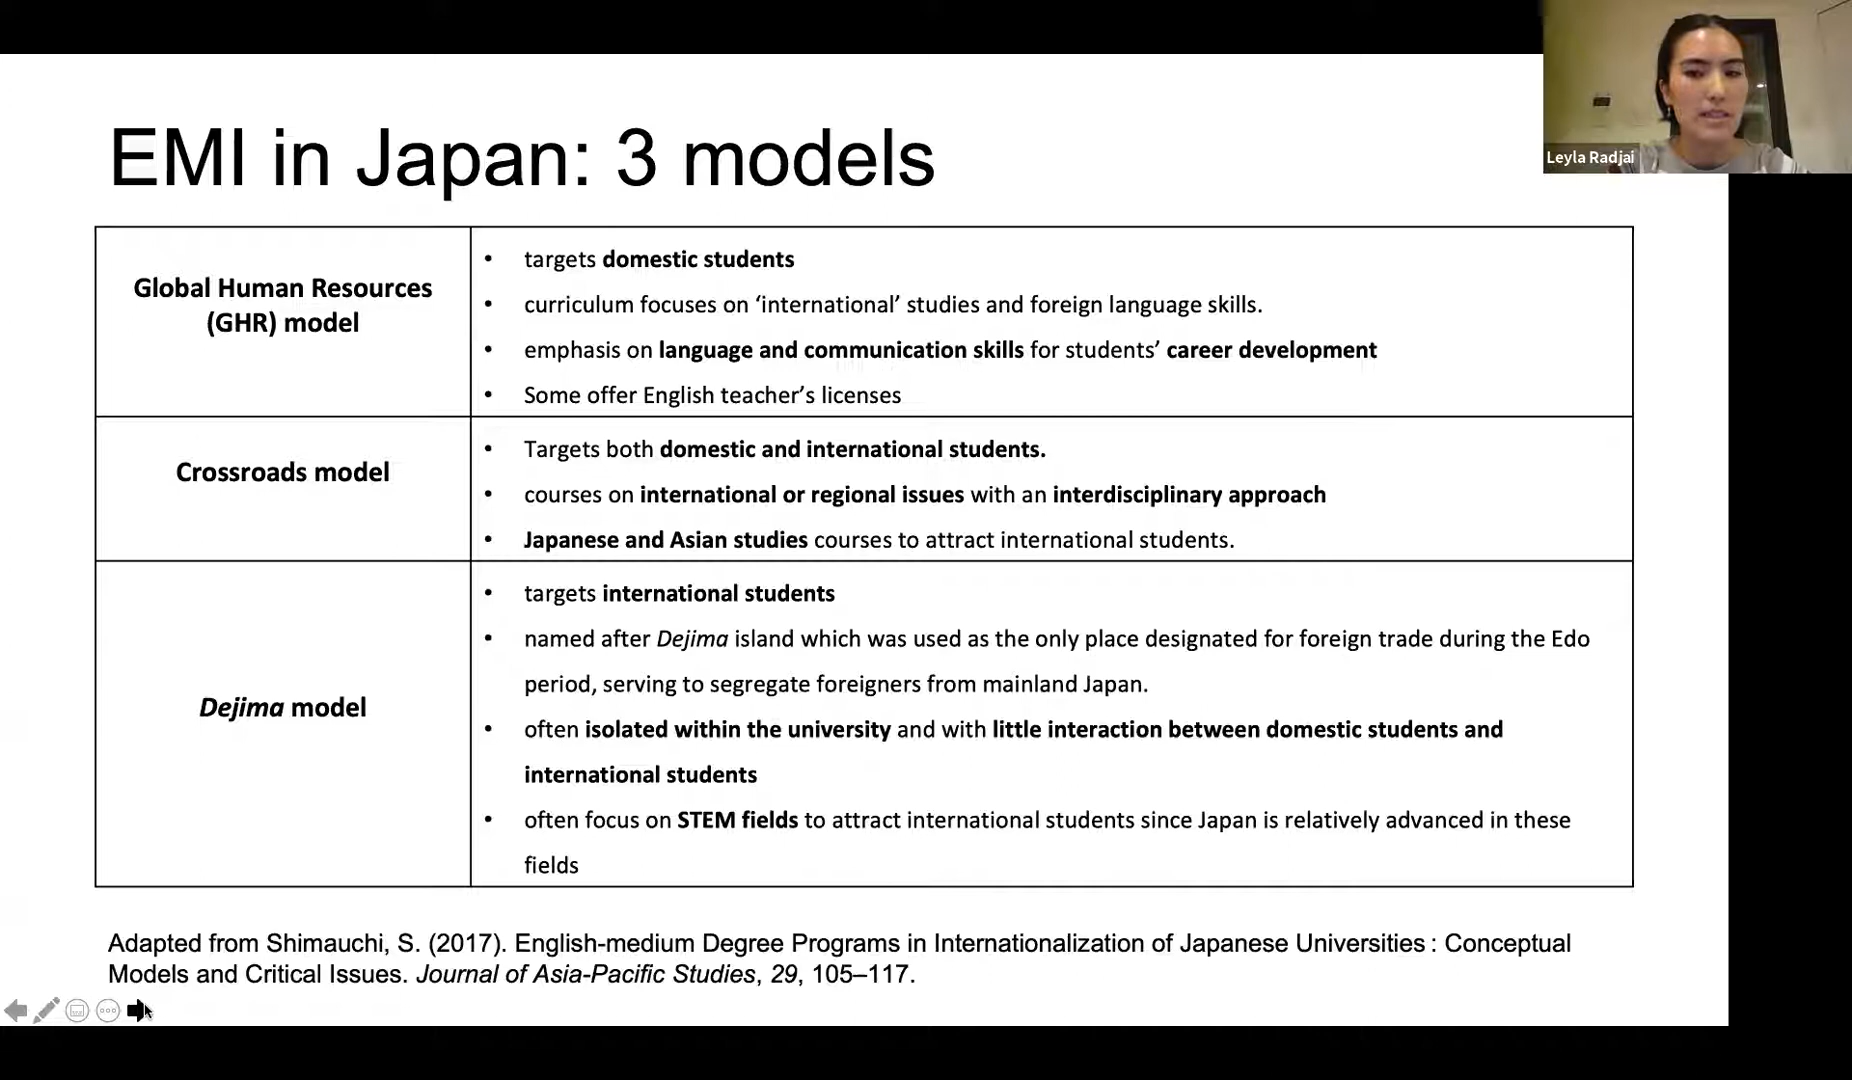 Leyla Radjai
EMI in Japan: 3 models
Global Human Resources
(GHR) model
• targets domestic students
• curriculum focuses on ‘international’ studies and foreign language skills.
• emphasis on language and communication skills for students’ career development
• Some offer English teacher’s licenses
Crossroads model
• Targets both domestic and international students.
• courses on international or regional issues with an interdisciplinary approach
• Japanese and Asian studies courses to attract international students.
Dejima model
• targets international students
• named after Dejima island which was used as the only place designated for foreign trade during the Edo
period, serving to segregate foreigners from mainland Japan.
• often isolated within the university and with little interaction between domestic students and
international students
• often focus on STEM fields to attract international students since Japan is relatively advanced in these
fields
Adapted from Shimauchi, S. (2017). English-medium Degree Programs in Internationalization of Japanese Universities : Conceptual
Models and Critical Issues. Journal of Asia-Pacific Studies, 29, 105–117.